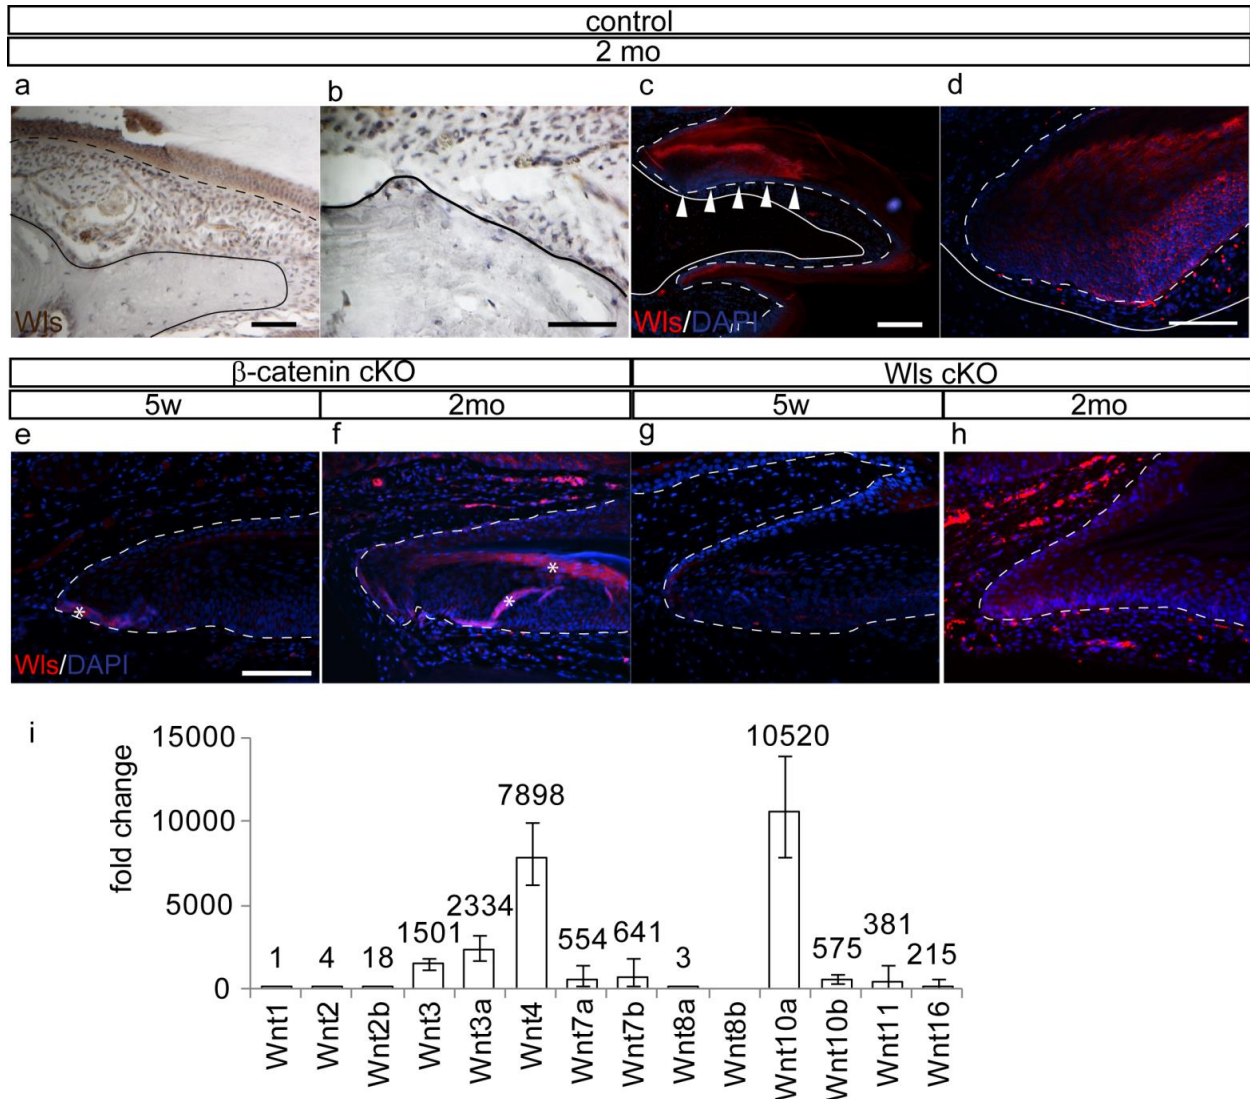 control
2 mo
a b c d
Wls
Wls/DAPI
β-catenin cKO Wls cKO
5w 2mo 5w 2mo
e f g h
* * *
Wls/DAPI
i
fold change
15000
10000
5000
0
1 4 18 1501 2334 7898 554 641 3 10520 575 381 215
Wnt1 Wnt2 Wnt2b Wnt3 Wnt3a Wnt4 Wnt7a Wnt7b Wnt8a Wnt8b Wnt10a Wnt10b Wnt11 Wnt16